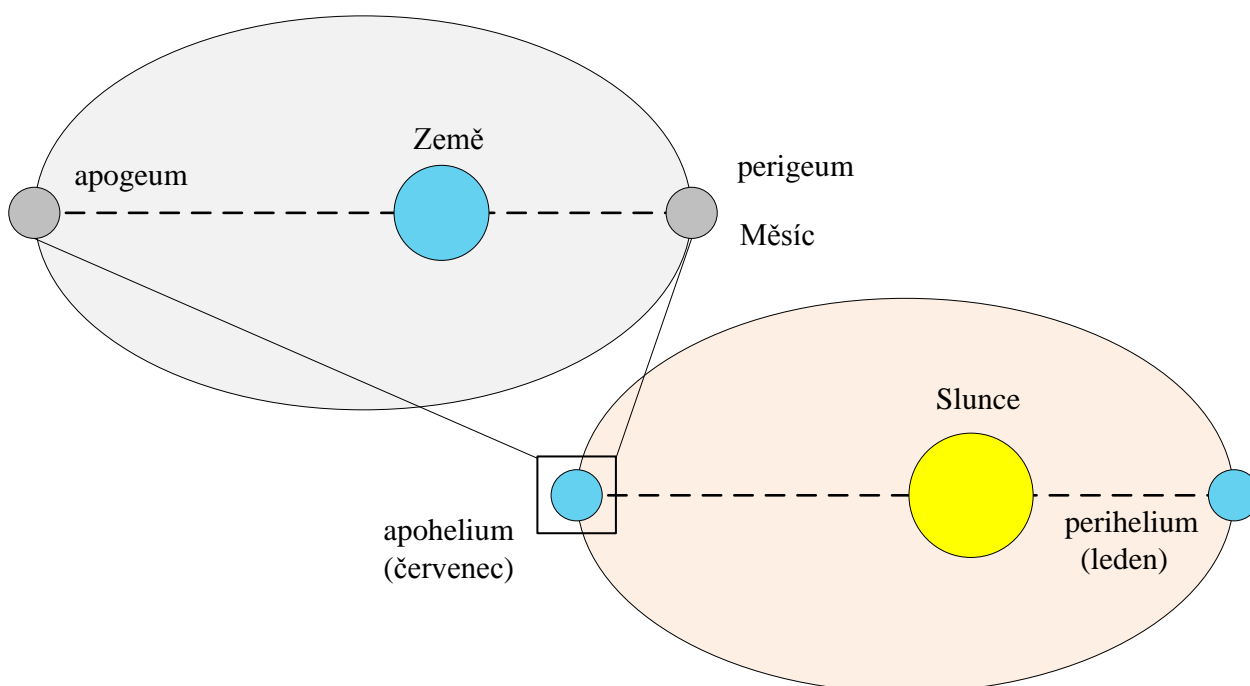 Země
apogeum
perigeum
Měsíc
Slunce
apohelium
(červenec)
perihelium
(leden)